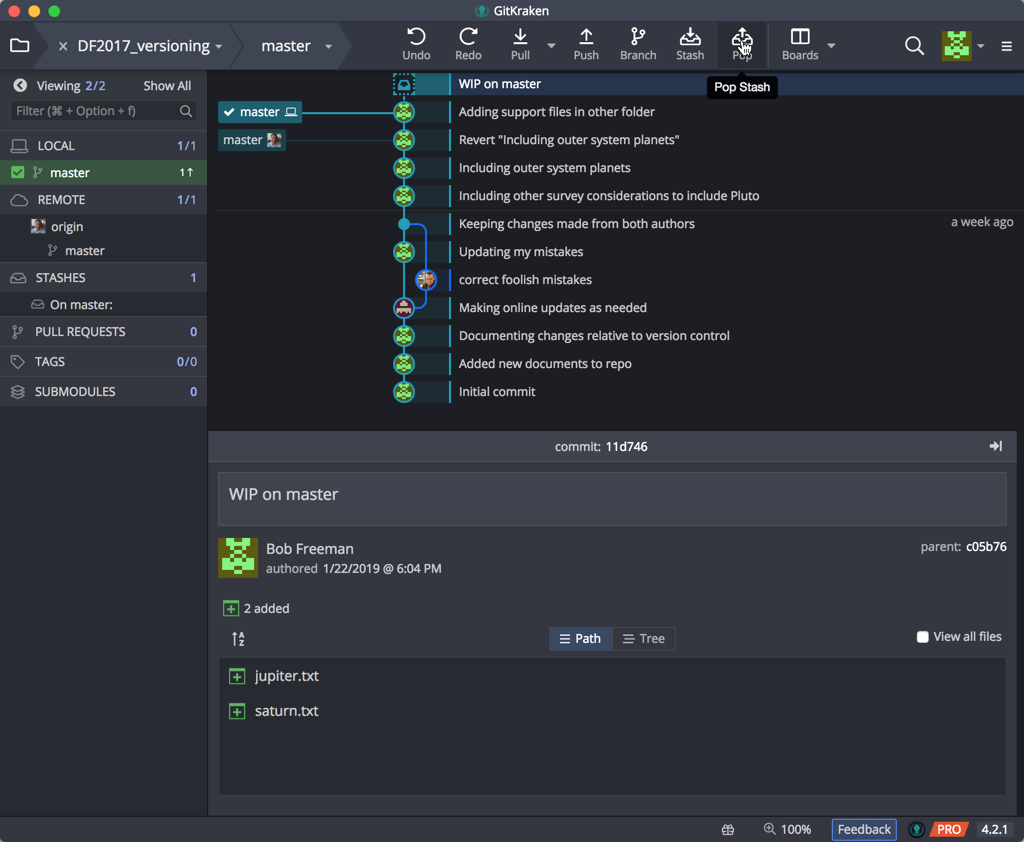 GitKraken
DF2017_versioning
master
Undo
Redo
Pull
Push
Branch
Stash
Pop
Boards
Pop Stash
Viewing 2/2
Show All
Filter (⌘ + Option + f)
LOCAL 1/1
master 1↑
REMOTE 1/1
origin
master
STASHES 1
On master:
PULL REQUESTS 0
TAGS 0/0
SUBMODULES 0
WIP on master
master
Adding support files in other folder
master
Revert "Including outer system planets"
Including outer system planets
Including other survey considerations to include Pluto
Keeping changes made from both authors
a week ago
Updating my mistakes
correct foolish mistakes
Making online updates as needed
Documenting changes relative to version control
Added new documents to repo
Initial commit
commit: 11d746
WIP on master
Bob Freeman
authored 1/22/2019 @ 6:04 PM
parent: c05b76
2 added
A
Z
Path
Tree
View all files
jupiter.txt
saturn.txt
100%
Feedback
PRO
4.2.1